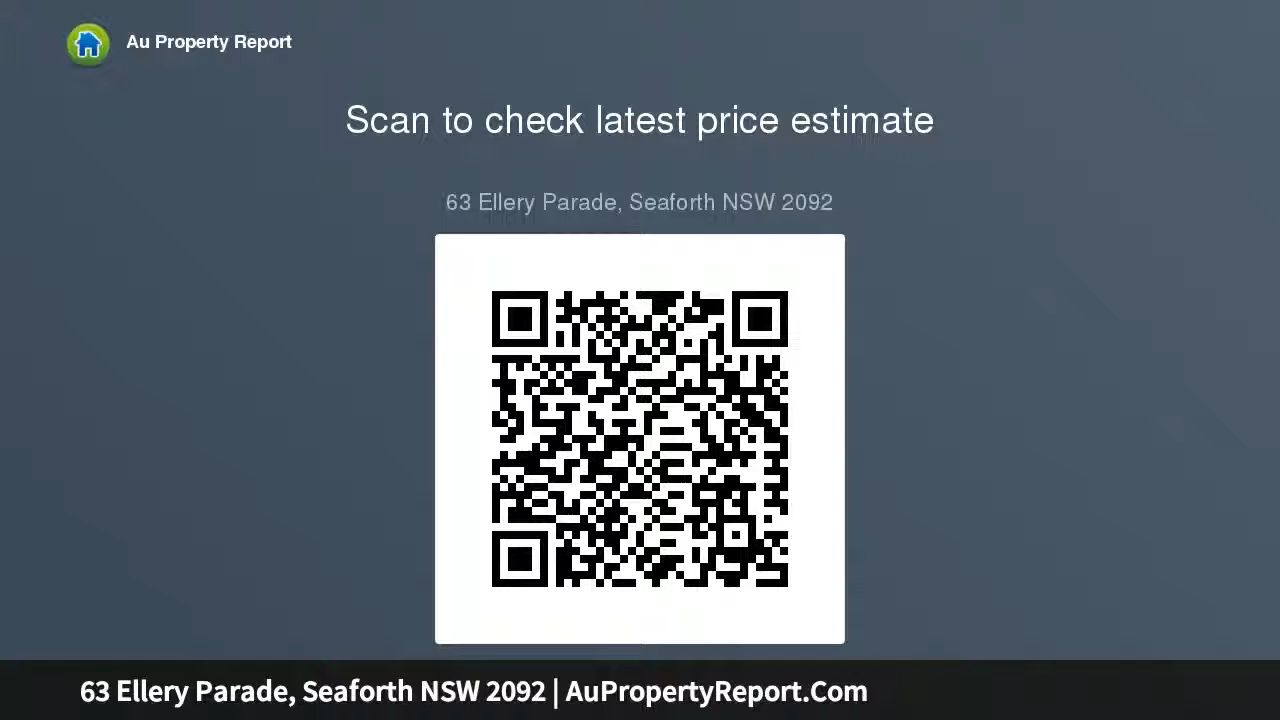 Au Property Report
Scan to check latest price estimate
63 Ellery Parade, Seaforth NSW 2092
63 Ellery Parade, Seaforth NSW 2092 | AuPropertyReport.Com